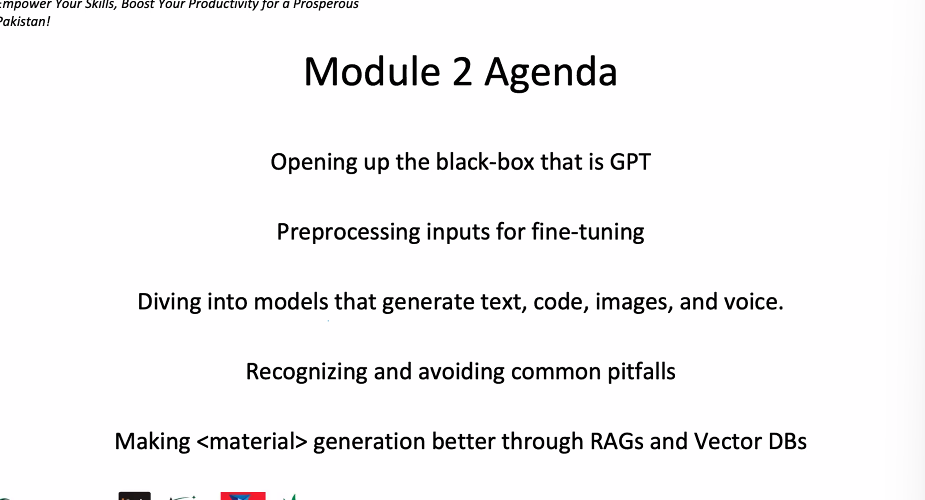 Empower Your Skills, Boost Your Productivity for a Prosperous
Pakistan!
Module 2 Agenda
Opening up the black-box that is GPT
Preprocessing inputs for fine-tuning
Diving into models that generate text, code, images, and voice.
Recognizing and avoiding common pitfalls
Making <material> generation better through RAGs and Vector DBs